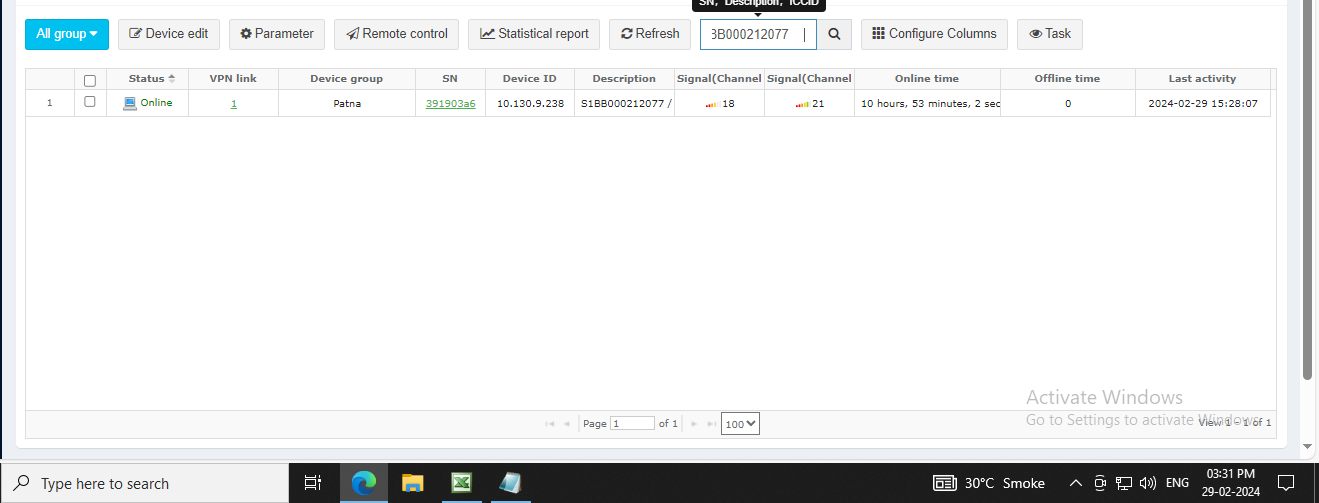 SN, Description, ICCID
All group Device edit Parameter Remote control Statistical report Refresh 3B000212077 Configure Columns Task
Status VPN link Device group SN Device ID Description Signal(Channel Signal(Channel Online time Offline time Last activity
1 Online 1 Patna 391903a6 10.130.9.238 S1BB000212077 / 18 21 10 hours, 53 minutes, 2 sec 0 2024-02-29 15:28:07
Activate Windows
Go to Settings to activate Windows.
Page 1 of 1 100 View 1 - 1 of 1
Type here to search 30°C Smoke ENG 03:31 PM
29-02-2024